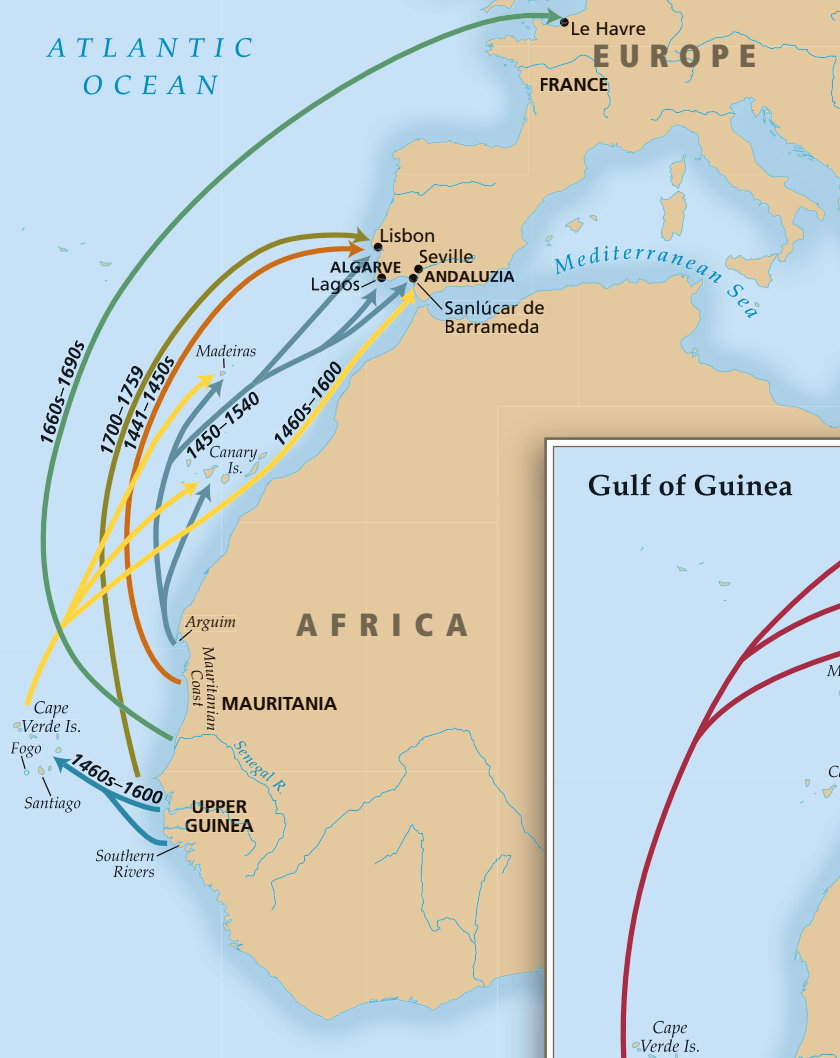 ATLANTIC
OCEAN
Le Havre
EUROPE
FRANCE
Lisbon
Seville
ALGARVE
ANDALUZIA
Lagos
Sanlúcar de
Barrameda
Mediterranean Sea
1660s–1690s
1700–1759
1441–1450s
Madeiras
1450–1540
1460s–1600
Canary
Is.
Gulf of Guinea
AFRICA
Arguim
Mauritanian
Coast
MAURITANIA
Cape
Verde Is.
Fogo
Santiago
1460s–1600
Senegal R
UPPER
GUINEA
Southern
Rivers
M
Ca
Cape
Verde Is.